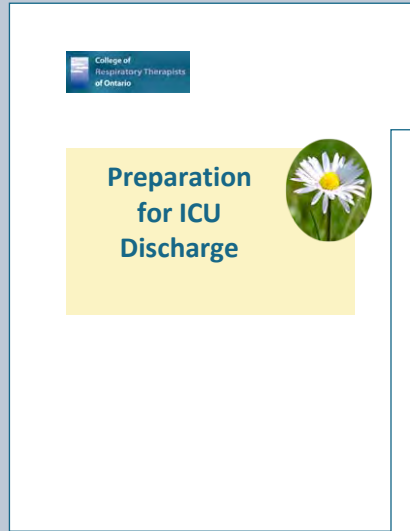 College of
Respiratory Therapists
of Ontario
Preparation
for ICU
Discharge